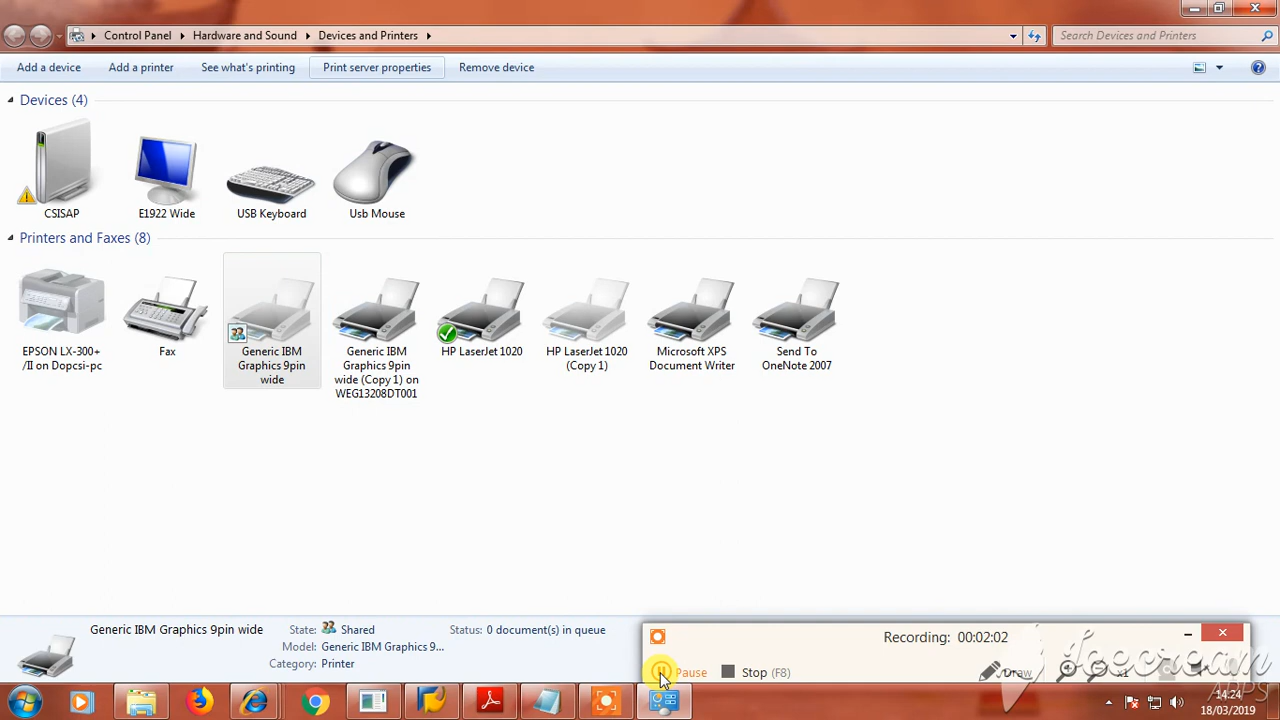 Control Panel
Hardware and Sound
Devices and Printers
Search Devices and Printers
Add a device
Add a printer
See what's printing
Print server properties
Remove device
Devices (4)
CSISAP
E1922 Wide
USB Keyboard
Usb Mouse
Printers and Faxes (8)
EPSON LX-300+
/II on Dopcsi-pc
Fax
Generic IBM
Graphics 9pin
wide
Generic IBM
Graphics 9pin
wide (Copy 1) on
WEG13208DT001
HP LaserJet 1020
HP LaserJet 1020
(Copy 1)
Microsoft XPS
Document Writer
Send To
OneNote 2007
Generic IBM Graphics 9pin wide
State: Shared
Status: 0 document(s) in queue
Model: Generic IBM Graphics 9...
Category: Printer
Recording: 00:02:02
Pause
Stop (F8)
Draw
x1
Icecream
APPS
14:24
18/03/2019